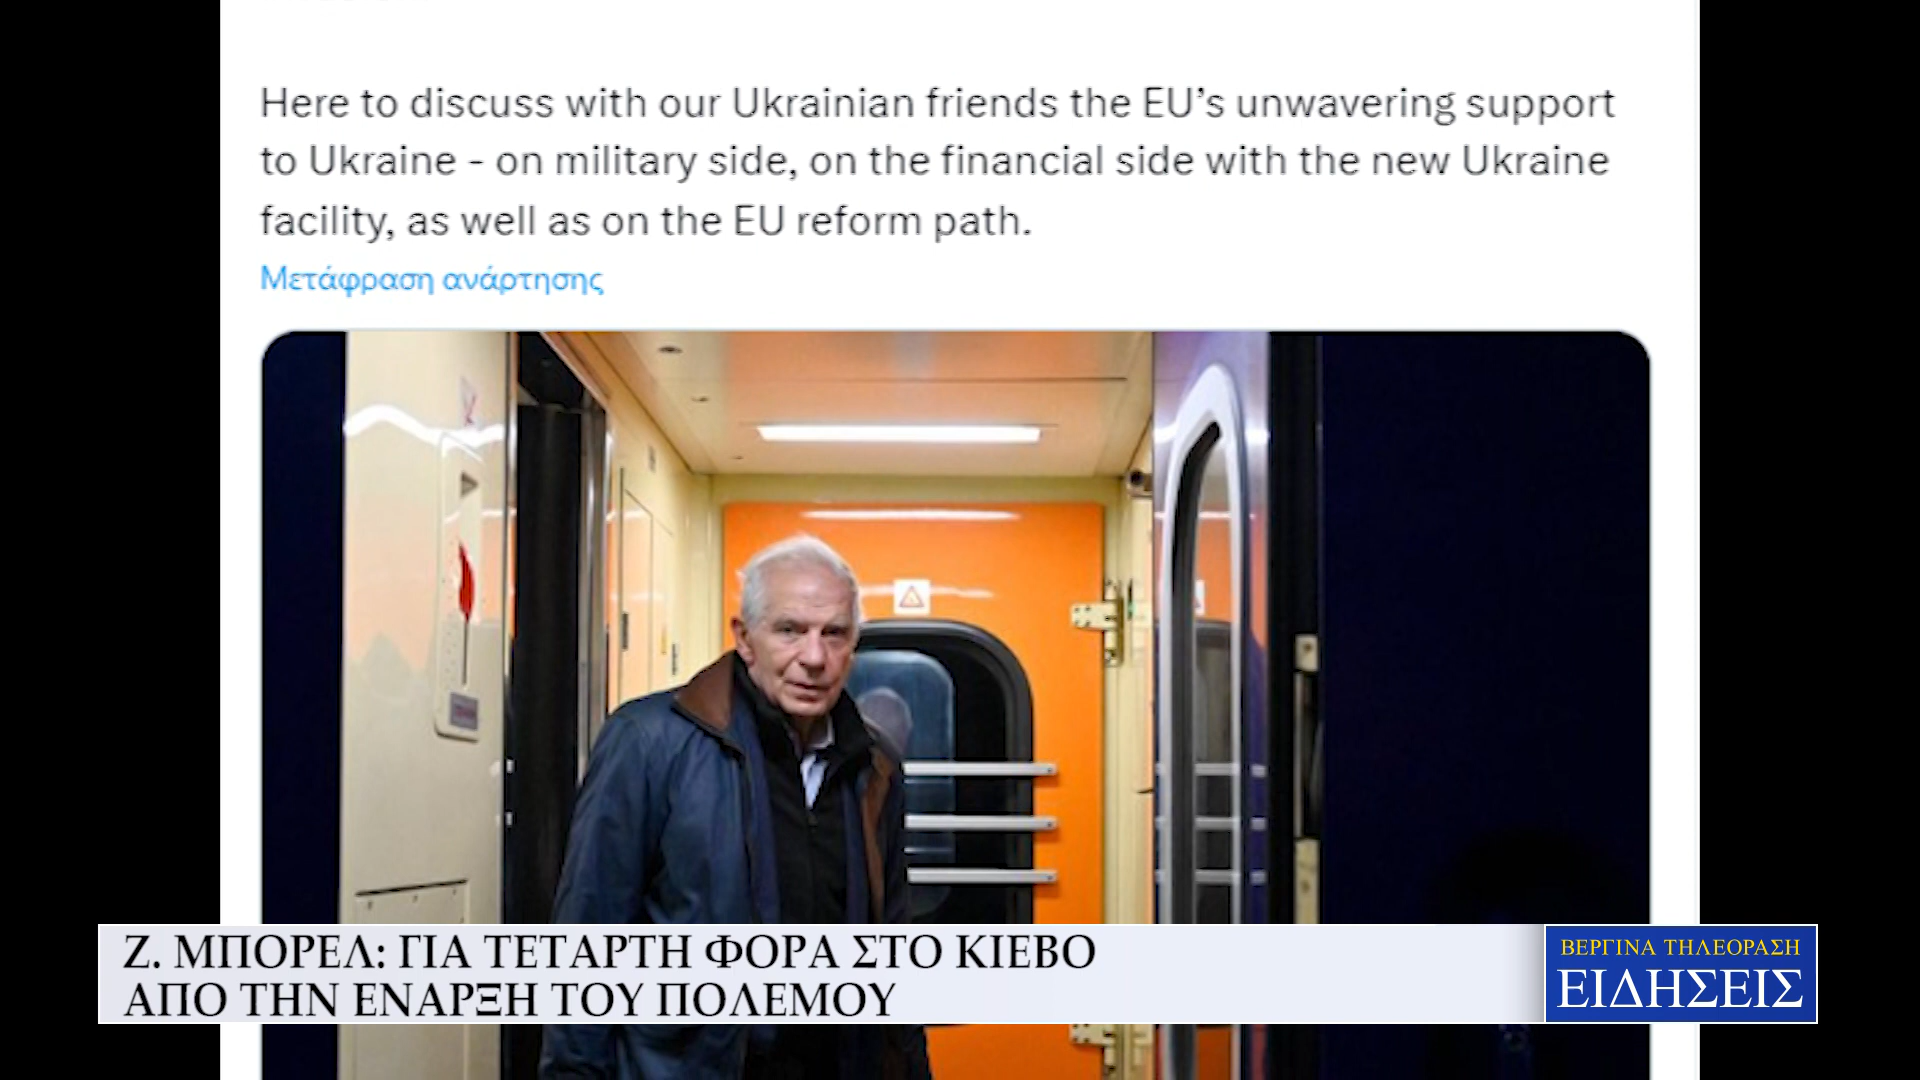 Here to discuss with our Ukrainian friends the EU’s unwavering support
to Ukraine - on military side, on the financial side with the new Ukraine
facility, as well as on the EU reform path.
Μετάφραση ανάρτησης
Ζ. ΜΠΟΡΕΛ: ΓΙΑ ΤΕΤΑΡΤΗ ΦΟΡΑ ΣΤΟ ΚΙΕΒΟ
ΑΠΟ ΤΗΝ ΕΝΑΡΞΗ ΤΟΥ ΠΟΛΕΜΟΥ
ΒΕΡΓΙΝΑ ΤΗΛΕΟΡΑΣΗ
ΕΙΔΗΣΕΙΣ